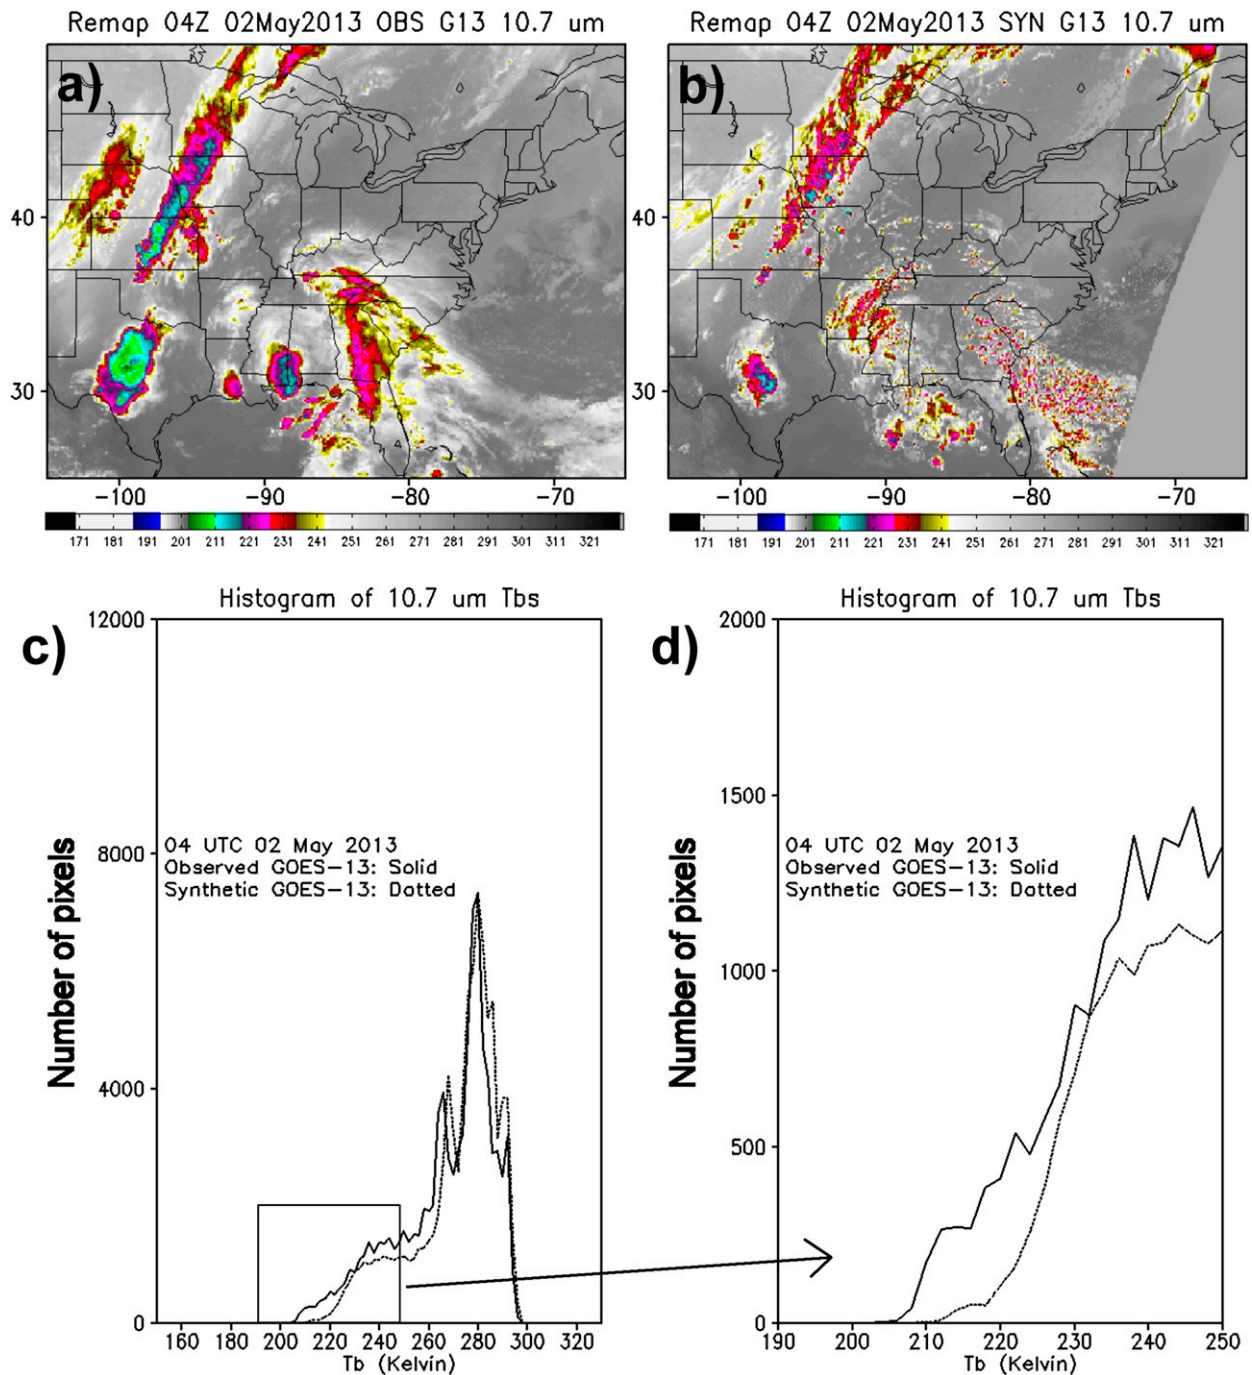 Remap 04Z 02May2013 OBS G13 10.7 um
a)
40
30
-100 -90 -80 -70
171 181 191 201 211 221 231 241 251 261 271 281 291 301 311 321
Remap 04Z 02May2013 SYN G13 10.7 um
b)
40
30
-100 -90 -80 -70
171 181 191 201 211 221 231 241 251 261 271 281 291 301 311 321
c)
Histogram of 10.7 um Tbs
12000
8000
4000
0
Number of pixels
04 UTC 02 May 2013
Observed GOES-13: Solid
Synthetic GOES-13: Dotted
160 180 200 220 240 260 280 300 320
Tb (Kelvin)
d)
Histogram of 10.7 um Tbs
2000
1500
1000
500
0
Number of pixels
04 UTC 02 May 2013
Observed GOES-13: Solid
Synthetic GOES-13: Dotted
190 200 210 220 230 240 250
Tb (Kelvin)